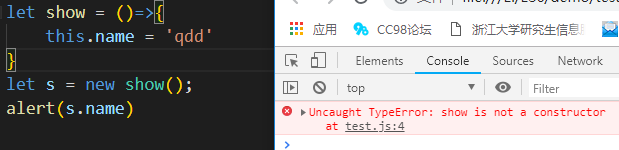 let show = ()=>{
this.name = 'qdd'
}
let s = new show();
alert(s.name)
应用
CC98论坛
浙江大学研究生信息
Elements
Console
Sources
Network
top
Filter
Uncaught TypeError: show is not a constructor
at test.js:4